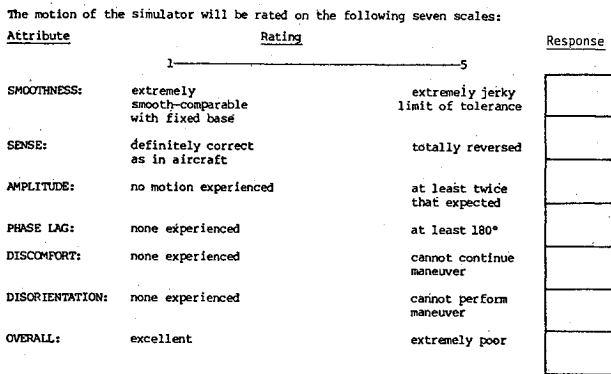 The motion of the simulator will be rated on the following seven scales:
Attribute Rating Response
1 5
SMOOTHNESS: extremely extremely jerky
smooth-comparable limit of tolerance
with fixed base
SENSE: definitely correct totally reversed
as in aircraft
AMPLITUDE: no motion experienced at least twice
that expected
PHASE LAG: none experienced at least 180°
DISCOMFORT: none experienced cannot continue
maneuver
DISORIENTATION: none experienced cannot perform
maneuver
OVERALL: excellent extremely poor